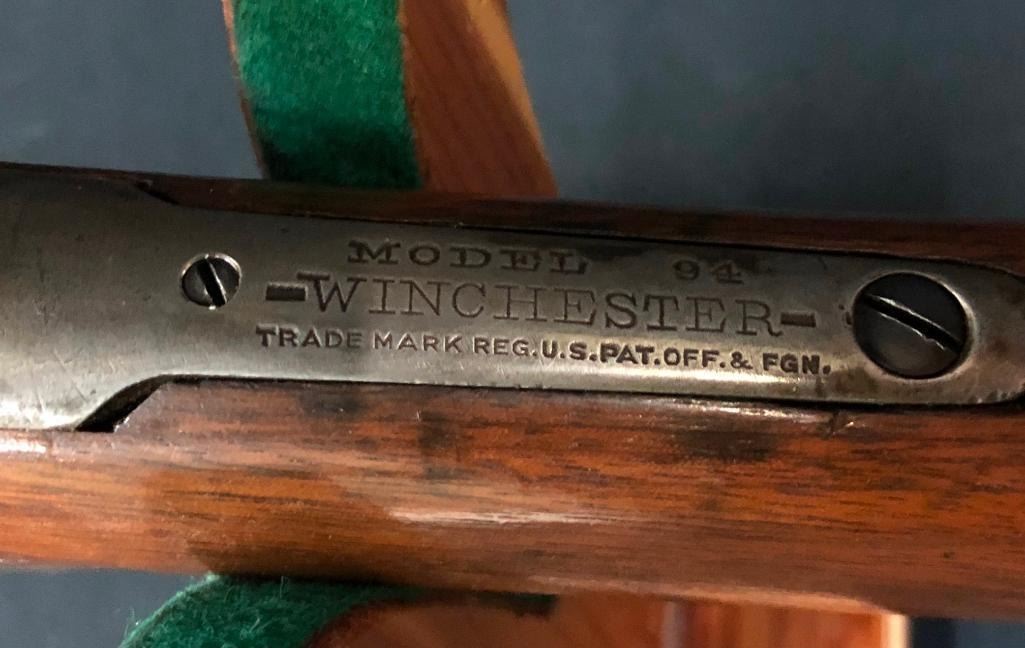 MODEL 94
-WINCHESTER-
TRADE MARK REG.U.S.PAT.OFF.& FGN.